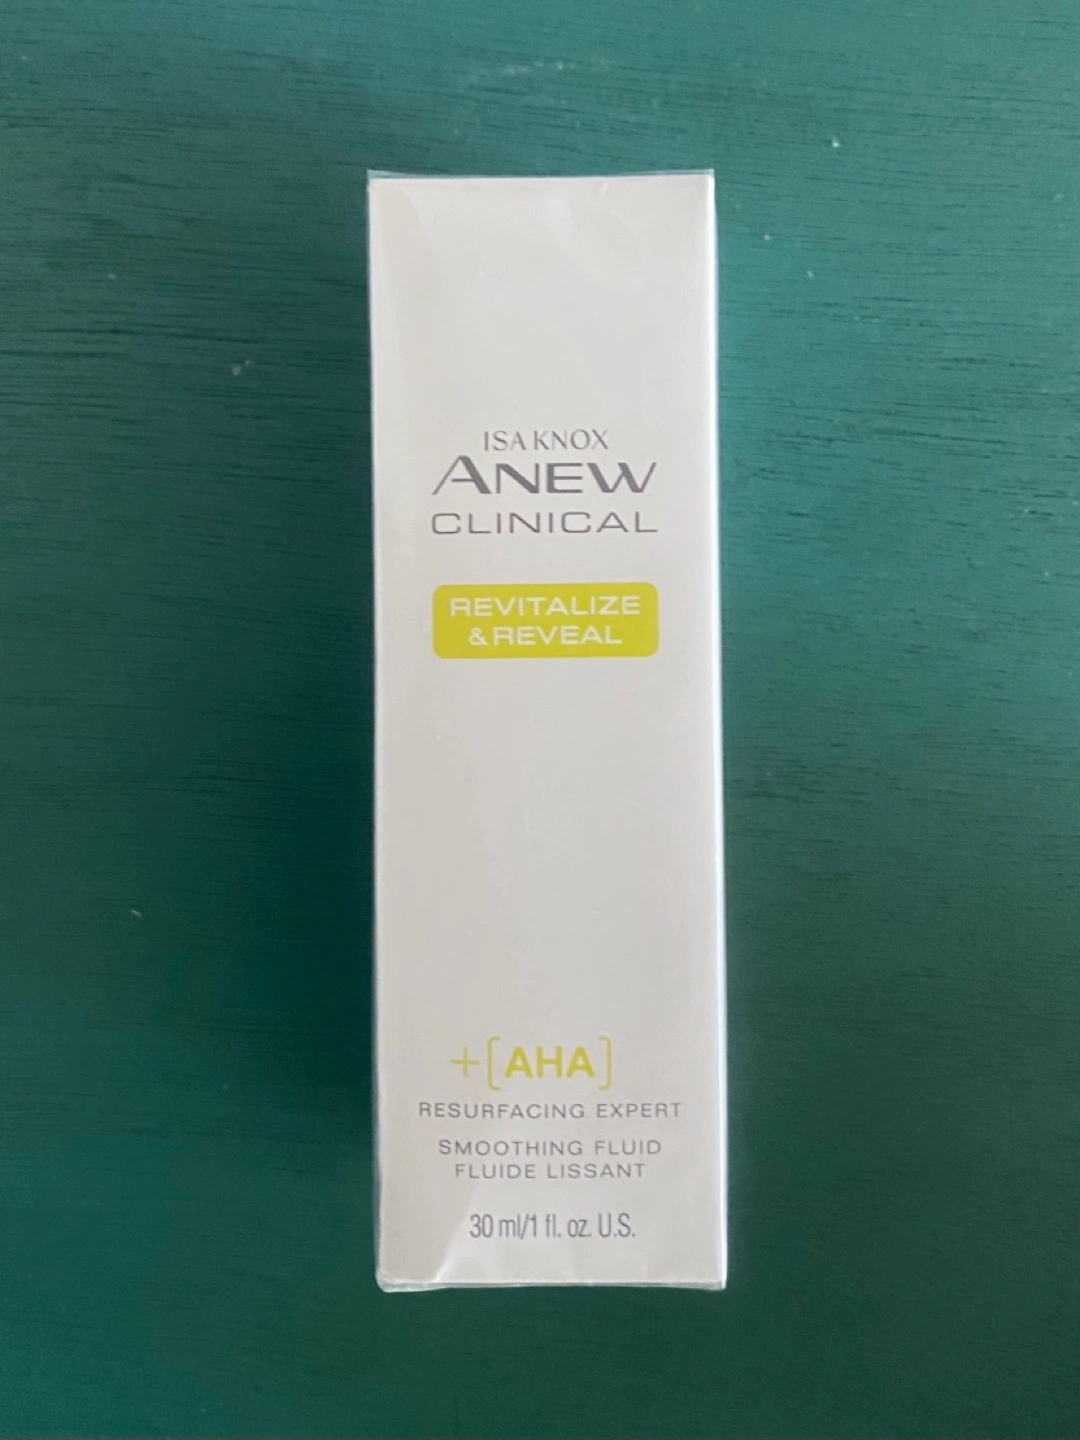 ISA KNOX
ANEW
CLINICAL
REVITALIZE
& REVEAL
+[AHA]
RESURFACING EXPERT
SMOOTHING FLUID
FLUIDE LISSANT
30 ml/1 fl. oz. U.S.